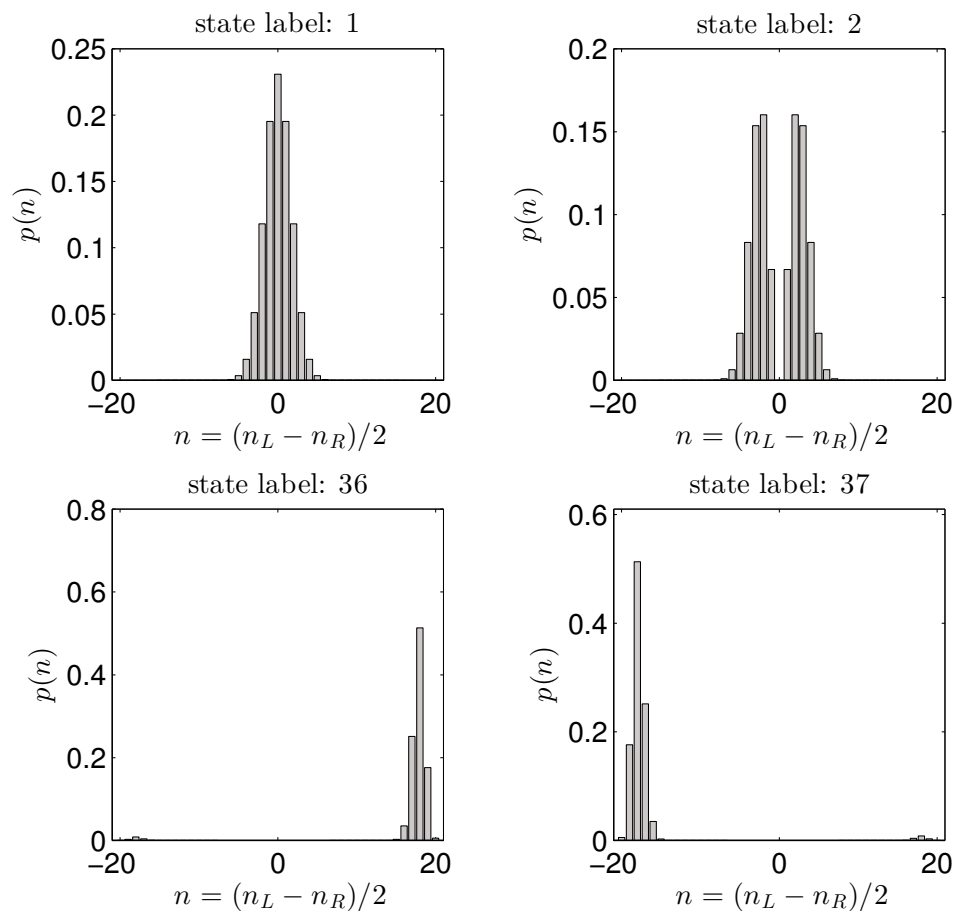 state label: 1
0.25
0.2
0.15
0.1
0.05
0
p(n)
−20
0
20
n = (n_L − n_R)/2
state label: 2
0.2
0.15
0.1
0.05
0
p(n)
−20
0
20
n = (n_L − n_R)/2
state label: 36
0.8
0.6
0.4
0.2
0
p(n)
−20
0
20
n = (n_L − n_R)/2
state label: 37
0.6
0.4
0.2
0
p(n)
−20
0
20
n = (n_L − n_R)/2